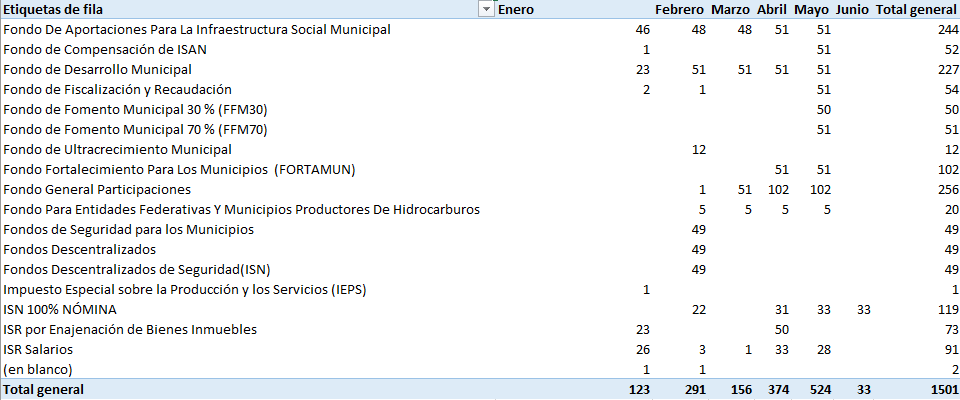 Etiquetas de fila Enero Febrero Marzo Abril Mayo Junio Total general
Fondo De Aportaciones Para La Infraestructura Social Municipal 46 48 48 51 51 244
Fondo de Compensación de ISAN 1 51 52
Fondo de Desarrollo Municipal 23 51 51 51 51 227
Fondo de Fiscalización y Recaudación 2 1 51 54
Fondo de Fomento Municipal 30 % (FFM30) 50 50
Fondo de Fomento Municipal 70 % (FFM70) 51 51
Fondo de Ultracrecimiento Municipal 12 12
Fondo Fortalecimiento Para Los Municipios (FORTAMUN) 51 51 102
Fondo General Participaciones 1 51 102 102 256
Fondo Para Entidades Federativas Y Municipios Productores De Hidrocarburos 5 5 5 5 20
Fondos de Seguridad para los Municipios 49 49
Fondos Descentralizados 49 49
Fondos Descentralizados de Seguridad(ISN) 49 49
Impuesto Especial sobre la Producción y los Servicios (IEPS) 1 1
ISN 100% NÓMINA 22 31 33 33 119
ISR por Enajenación de Bienes Inmuebles 23 50 73
ISR Salarios 26 3 1 33 28 91
(en blanco) 1 1 2
Total general 123 291 156 374 524 33 1501